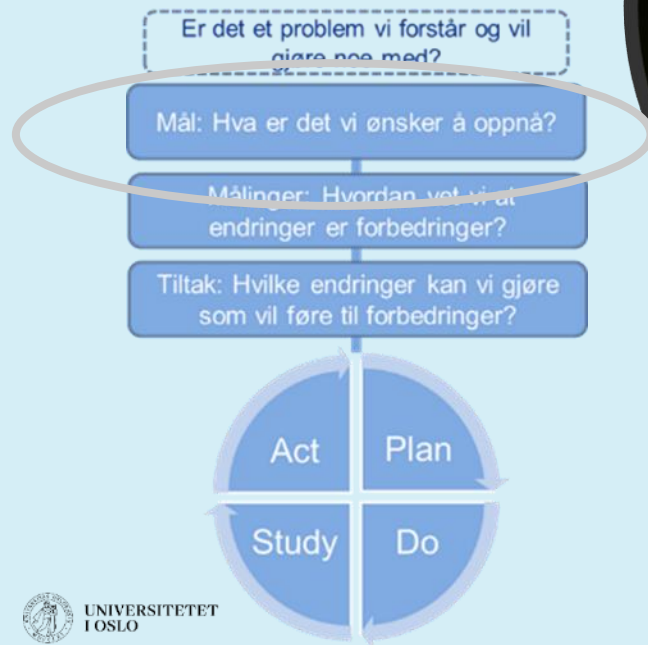 Er det et problem vi forstår og vil
gjøre noe med?
Mål: Hva er det vi ønsker å oppnå?
Målinger: Hvordan vet vi at
endringer er forbedringer?
Tiltak: Hvilke endringer kan vi gjøre
som vil føre til forbedringer?
Act
Plan
Study
Do
UNIVERSITETET
I OSLO